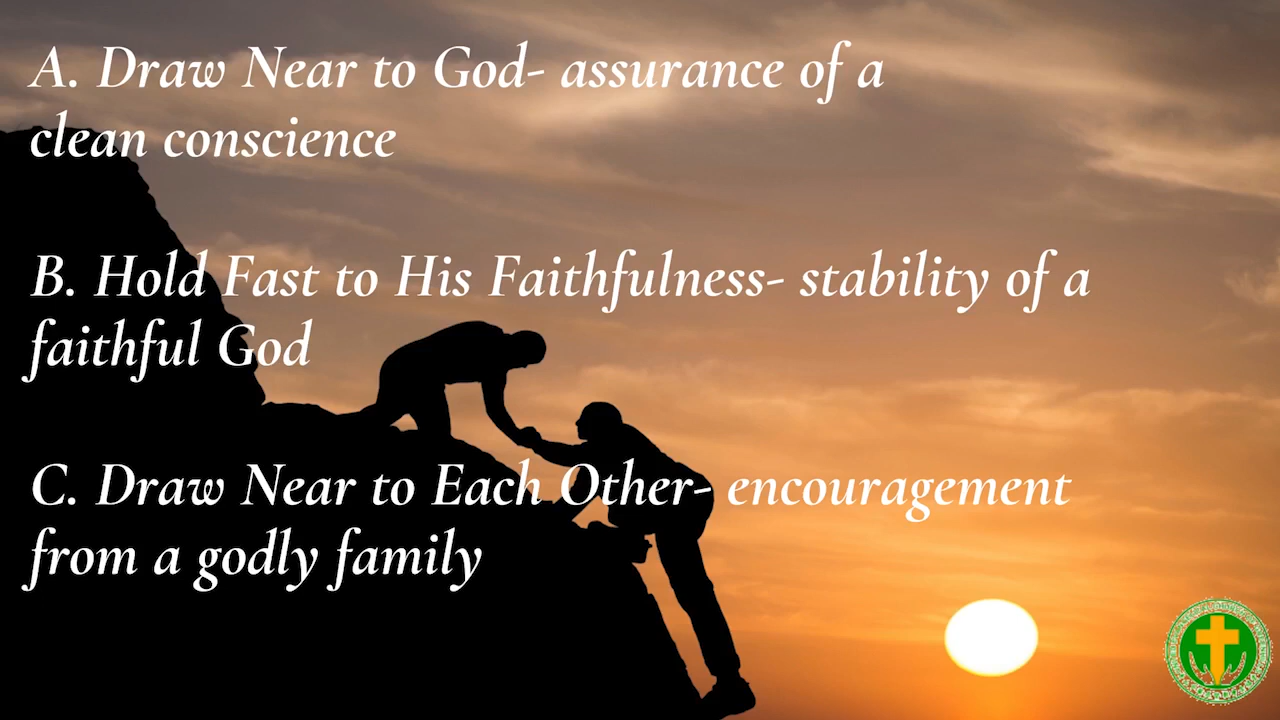 A. Draw Near to God- assurance of a
clean conscience
B. Hold Fast to His Faithfulness- stability of a
faithful God
C. Draw Near to Each Other- encouragement
from a godly family